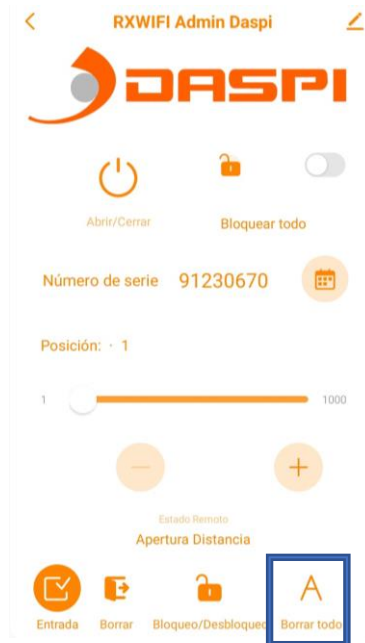 RXWIFI Admin Daspi
DASPI
Abrir/Cerrar
Bloquear todo
Número de serie 91230670
Posición: · 1
1 1000
Estado Remoto
Apertura Distancia
A
Entrada Borrar Bloqueo/Desbloqueo Borrar todo